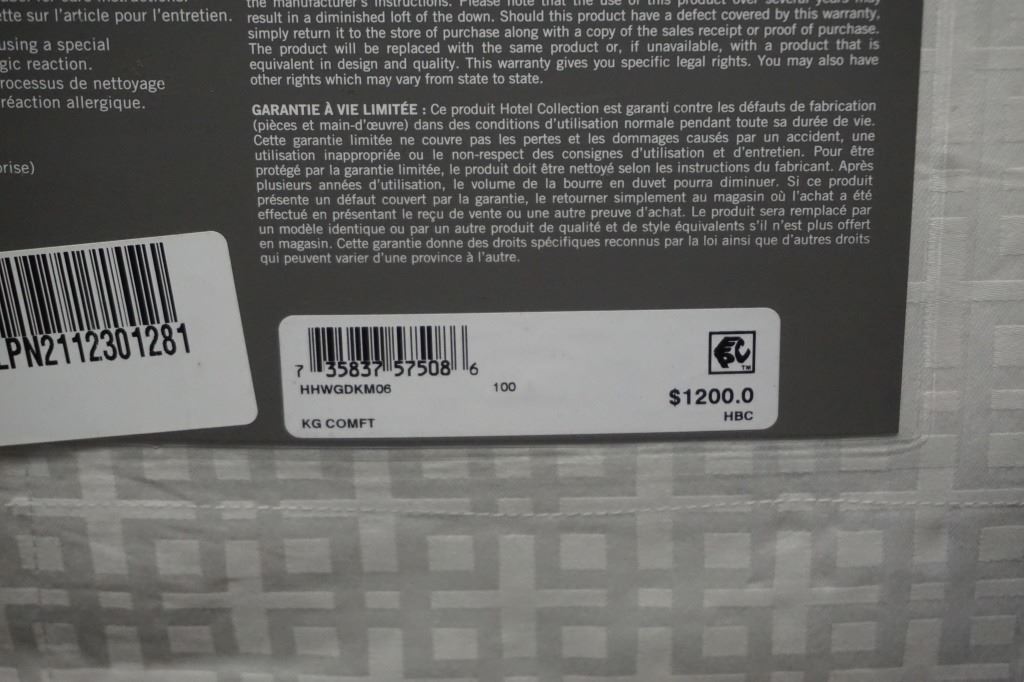 ette sur l'article pour l'entretien.
using a special
gic reaction.
rocessus de nettoyage
réaction allergique.
rise)
the manufacturer's instructions. Please note that the use of this product over several years may
result in a diminished loft of the down. Should this product have a defect covered by this warranty,
simply return it to the store of purchase along with a copy of the sales receipt or proof of purchase.
The product will be replaced with the same product or, if unavailable, with a product that is
equivalent in design and quality. This warranty gives you specific legal rights. You may also have
other rights which may vary from state to state.
GARANTIE À VIE LIMITÉE : Ce produit Hotel Collection est garanti contre les défauts de fabrication
(pièces et main-d'œuvre) dans des conditions d'utilisation normale pendant toute sa durée de vie.
Cette garantie limitée ne couvre pas les pertes et les dommages causés par un accident, une
utilisation inappropriée ou le non-respect des consignes d'utilisation et d'entretien. Pour être
protégé par la garantie limitée, le produit doit être nettoyé selon les instructions du fabricant. Après
plusieurs années d'utilisation, le volume de la bourre en duvet pourra diminuer. Si ce produit
présente un défaut couvert par la garantie, le retourner simplement au magasin où l'achat a été
effectué en présentant le reçu de vente ou une autre preuve d'achat. Le produit sera remplacé par
un modèle identique ou par un autre produit de qualité et de style équivalents s'il n'est plus offert
en magasin. Cette garantie donne des droits spécifiques reconnus par la loi ainsi que d'autres droits
qui peuvent varier d'une province à l'autre.
LPN2112301281
7 35837 57508 6
HHWGDKM06 100
KG COMFT
TM
$1200.0
HBC